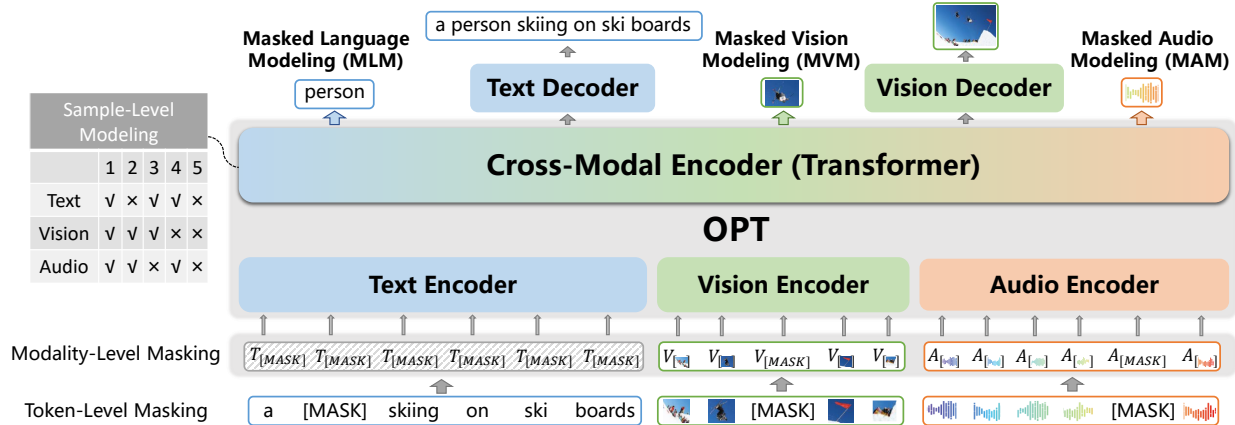 a person skiing on ski boards
Masked Language
Modeling (MLM)
Masked Vision
Modeling (MVM)
Masked Audio
Modeling (MAM)
person
Text Decoder
Vision Decoder
Sample-Level
Modeling
1 2 3 4 5
Text √ × √ √ ×
Vision √ √ √ × ×
Audio √ √ × √ ×
Cross-Modal Encoder (Transformer)
OPT
Text Encoder
Vision Encoder
Audio Encoder
Modality-Level Masking
T[MASK] T[MASK] T[MASK] T[MASK] T[MASK] T[MASK]
V[ ] V[ ] V[MASK] V[ ] V[ ]
A[ ] A[ ] A[ ] A[ ] A[MASK] A[ ]
Token-Level Masking
a [MASK] skiing on ski boards
[MASK]
[MASK]